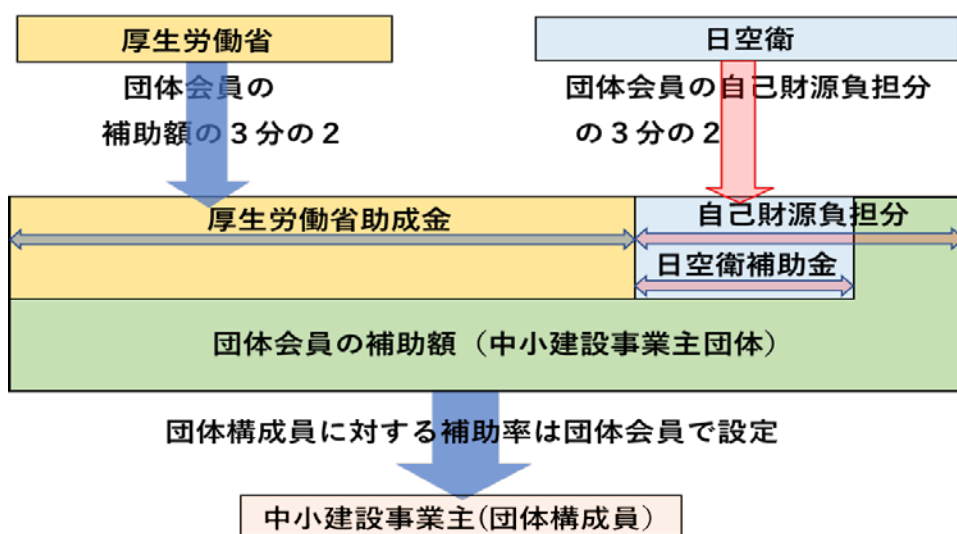 厚生労働省
日空衛
団体会員の
補助額の３分の２
団体会員の自己財源負担分
の３分の２
厚生労働省助成金
自己財源負担分
日空衛補助金
団体会員の補助額（中小建設事業主団体）
団体構成員に対する補助率は団体会員で設定
中小建設事業主(団体構成員）